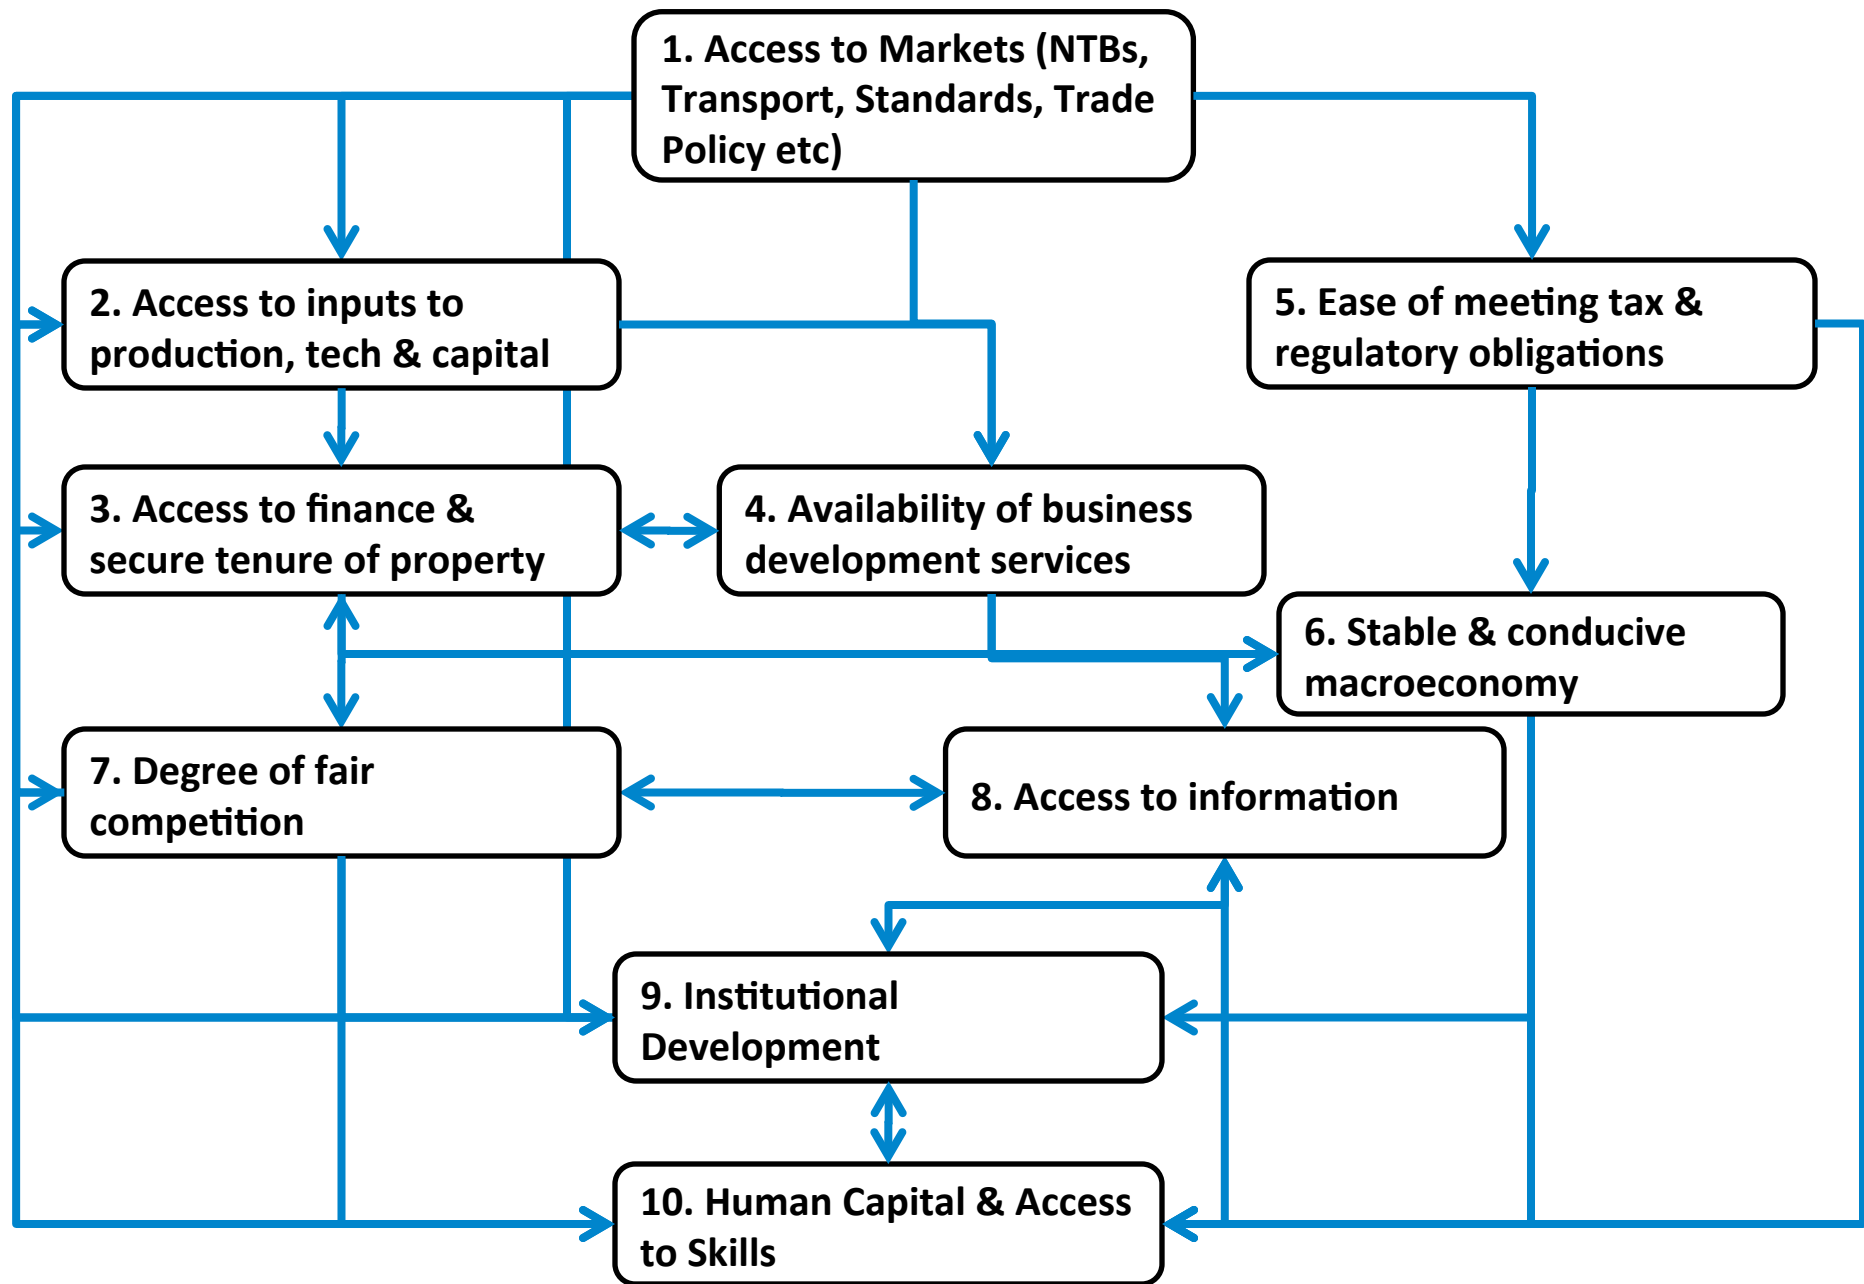 1. Access to Markets (NTBs,
Transport, Standards, Trade
Policy etc)
2. Access to inputs to
production, tech & capital
5. Ease of meeting tax &
regulatory obligations
3. Access to finance &
secure tenure of property
4. Availability of business
development services
6. Stable & conducive
macroeconomy
7. Degree of fair
competition
8. Access to information
9. Institutional
Development
10. Human Capital & Access
to Skills